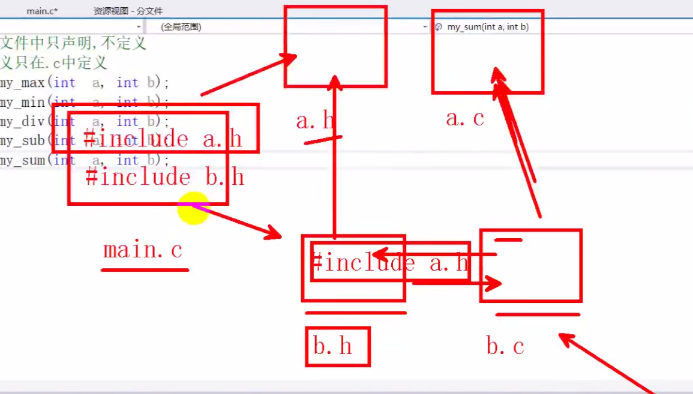 main.c* 资源视图 - 分文件
(全局范围) my_sum(int a, int b)
文件中只声明,不定义
义只在.c中定义
my_max(int a, int b);
my_min(int a, int b);
my_div(int a, int b);
my_sub(int a, int b);
my_sum(int a, int b);
#include a.h
#include b.h
main.c
a.h
a.c
#include a.h
b.h
b.c